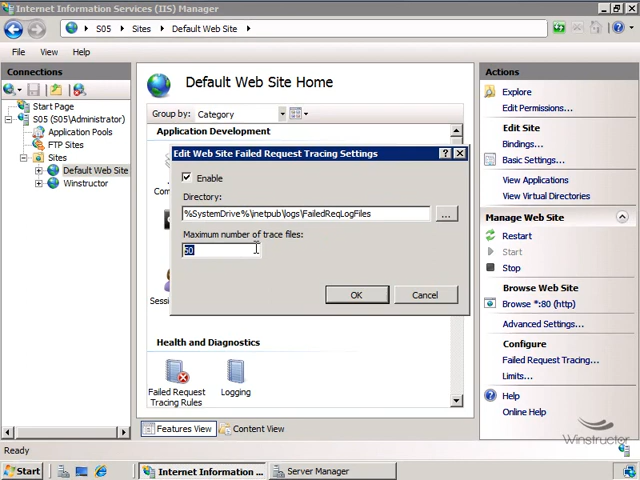 Internet Information Services (IIS) Manager
S05
Sites
Default Web Site
File
View
Help
Connections
Start Page
S05 (S05\Administrator)
Application Pools
FTP Sites
Sites
Default Web Site
Winstructor
Default Web Site Home
Group by:
Category
Application Development
Com
Sessi
Edit Web Site Failed Request Tracing Settings
Enable
Directory:
%SystemDrive%\inetpub\logs\FailedReqLogFiles
...
Maximum number of trace files:
50
OK
Cancel
Health and Diagnostics
Failed Request
Tracing Rules
Logging
Features View
Content View
Actions
Explore
Edit Permissions...
Edit Site
Bindings...
Basic Settings...
View Applications
View Virtual Directories
Manage Web Site
Restart
Start
Stop
Browse Web Site
Browse *:80 (http)
Advanced Settings...
Configure
Failed Request Tracing...
Limits...
Help
Online Help
Winstructor
Ready
Start
Internet Information ...
Server Manager